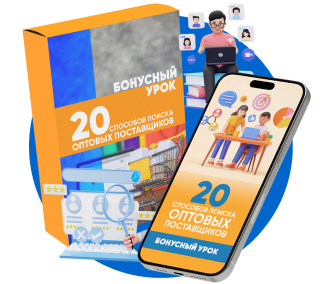 БОНУСНЫЙ
УРОК
20
СПОСОБОВ ПОИСКА
ОПТОВЫХ ПОСТАВЩИКОВ
20
СПОСОБОВ ПОИСКА
ОПТОВЫХ
ПОСТАВЩИКОВ
БОНУСНЫЙ УРОК